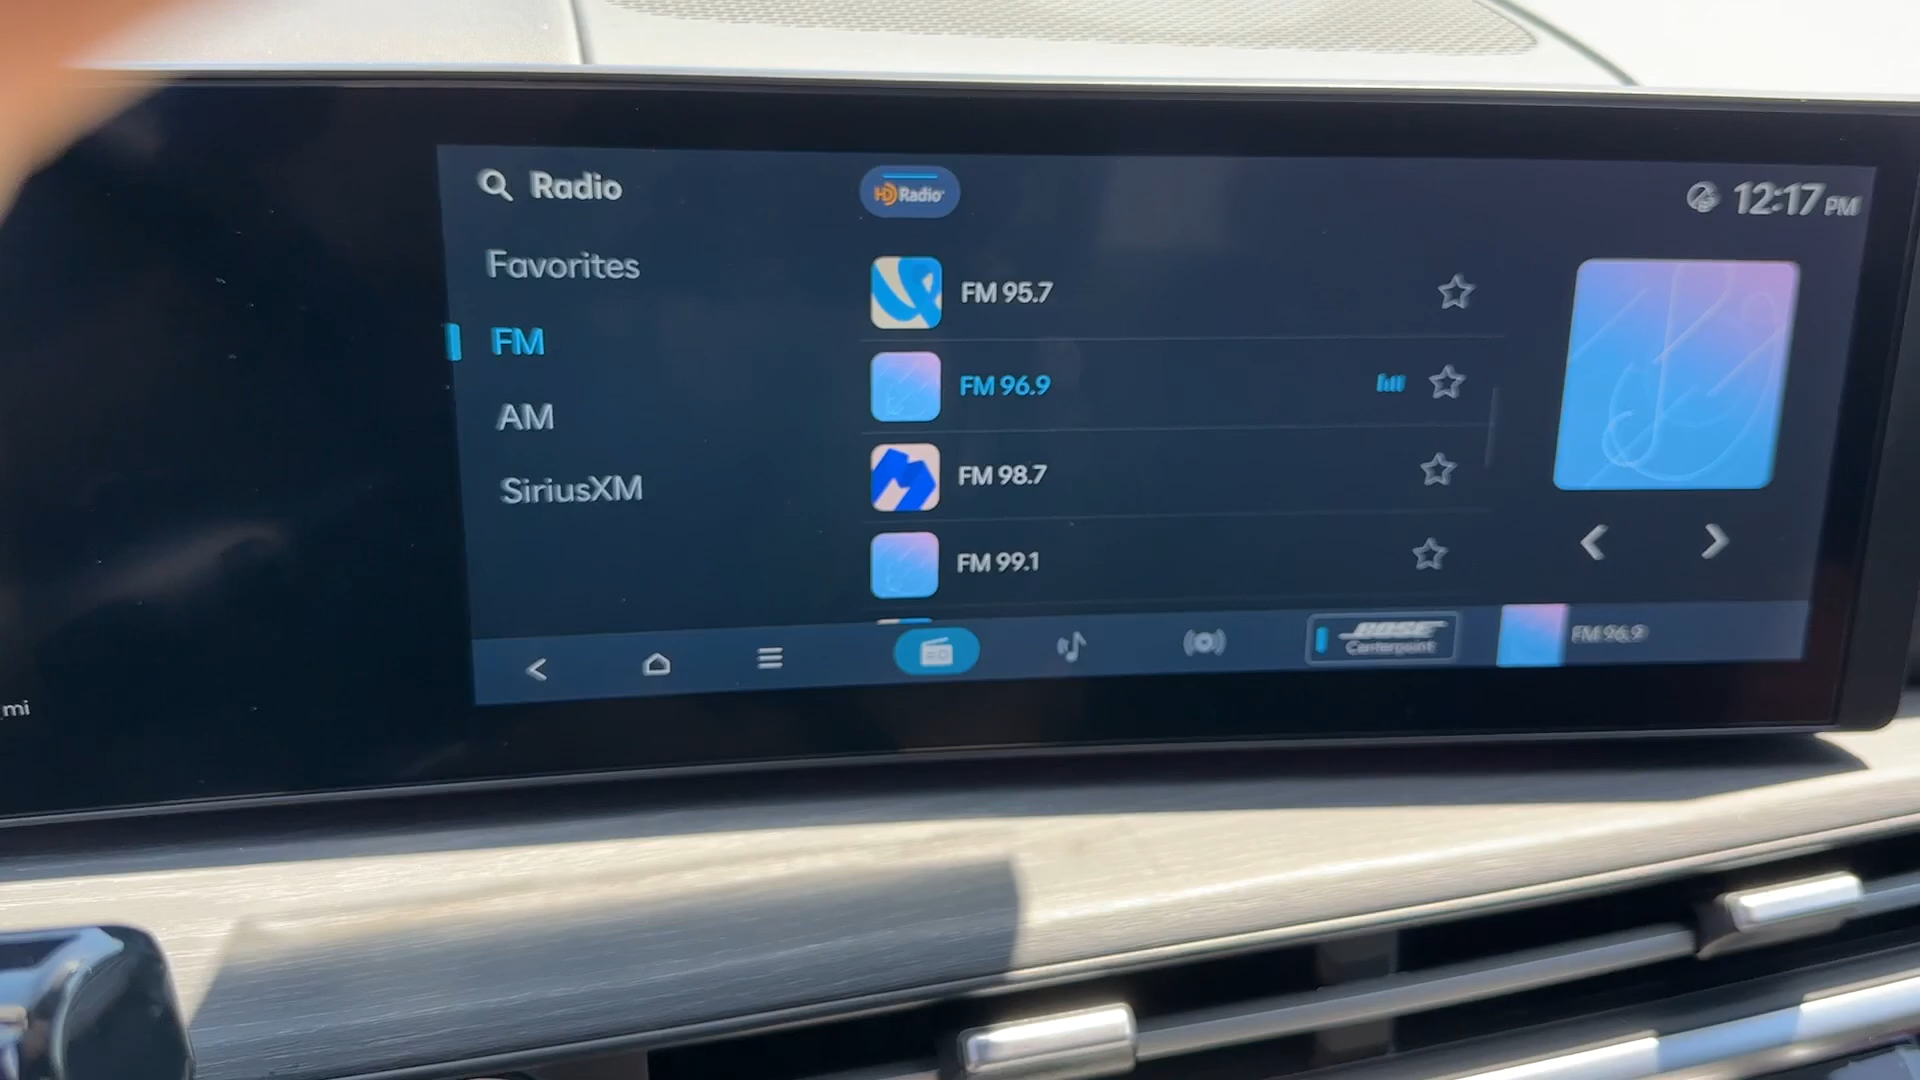 Radio
HD Radio
12:17 PM
Favorites
FM
AM
SiriusXM
FM 95.7
FM 96.9
FM 98.7
FM 99.1
BOSE
Centerpoint
FM 96.9
mi